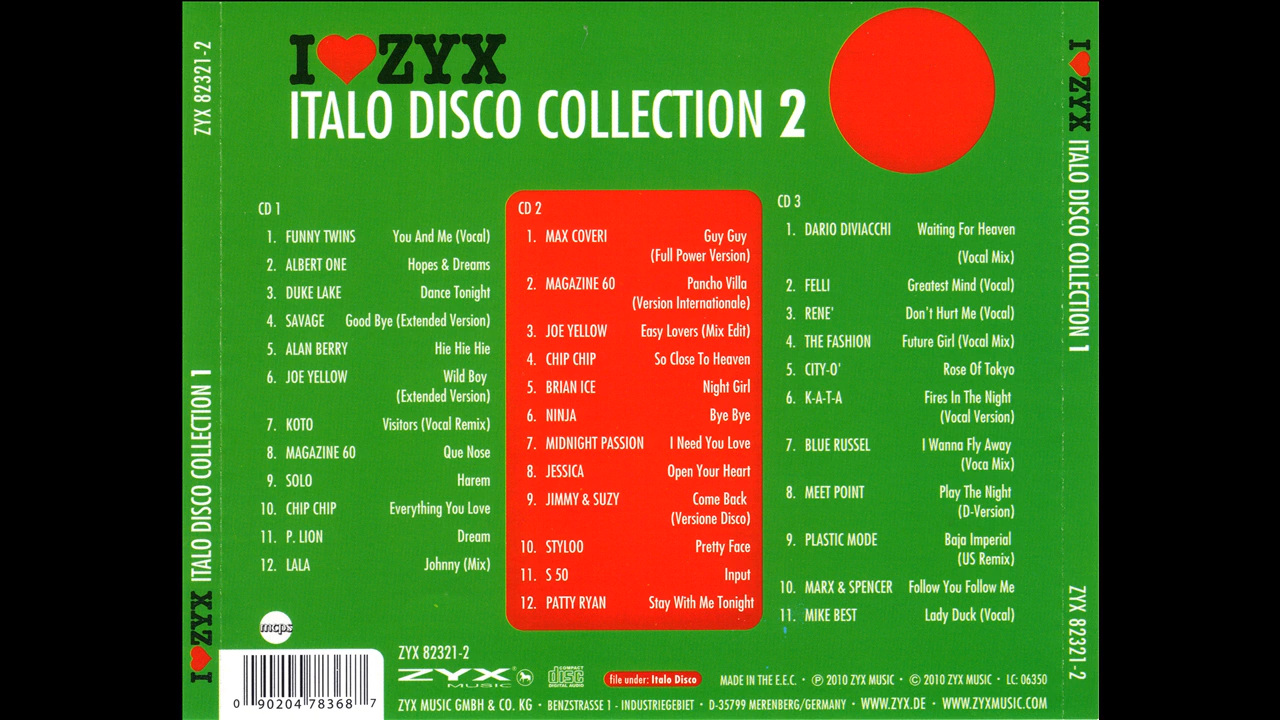 I ❤ ZYX
ITALO DISCO COLLECTION 2
ZYX 82321-2
I ❤ ZYX ITALO DISCO COLLECTION 1
CD 1
1. FUNNY TWINS You And Me (Vocal)
2. ALBERT ONE Hopes & Dreams
3. DUKE LAKE Dance Tonight
4. SAVAGE Good Bye (Extended Version)
5. ALAN BERRY Hie Hie Hie
6. JOE YELLOW Wild Boy
(Extended Version)
7. KOTO Visitors (Vocal Remix)
8. MAGAZINE 60 Que Nose
9. SOLO Harem
10. CHIP CHIP Everything You Love
11. P. LION Dream
12. LALA Johnny (Mix)
CD 2
1. MAX COVERI Guy Guy
(Full Power Version)
2. MAGAZINE 60 Pancho Villa
(Version Internationale)
3. JOE YELLOW Easy Lovers (Mix Edit)
4. CHIP CHIP So Close To Heaven
5. BRIAN ICE Night Girl
6. NINJA Bye Bye
7. MIDNIGHT PASSION I Need You Love
8. JESSICA Open Your Heart
9. JIMMY & SUZY Come Back
(Versione Disco)
10. STYLOO Pretty Face
11. S 50 Input
12. PATTY RYAN Stay With Me Tonight
CD 3
1. DARIO DIVIACCHI Waiting For Heaven
(Vocal Mix)
2. FELLI Greatest Mind (Vocal)
3. RENE' Don't Hurt Me (Vocal)
4. THE FASHION Future Girl (Vocal Mix)
5. CITY-O' Rose Of Tokyo
6. K-A-T-A Fires In The Night
(Vocal Version)
7. BLUE RUSSEL I Wanna Fly Away
(Voca Mix)
8. MEET POINT Play The Night
(D-Version)
9. PLASTIC MODE Baja Imperial
(US Remix)
10. MARX & SPENCER Follow You Follow Me
11. MIKE BEST Lady Duck (Vocal)
I ❤ ZYX ITALO DISCO COLLECTION 1
ZYX 82321-2
mcps
0 90204 78368 7
ZYX 82321-2
ZYX MUSIC
COMPACT disc DIGITAL AUDIO
file under: Italo Disco
MADE IN THE E.E.C. · ℗ 2010 ZYX MUSIC · © 2010 ZYX MUSIC · LC: 06350
ZYX MUSIC GMBH & CO. KG · BENZSTRASSE 1 - INDUSTRIEGEBIET · D-35799 MERENBERG/GERMANY · WWW.ZYX.DE · WWW.ZYXMUSIC.COM